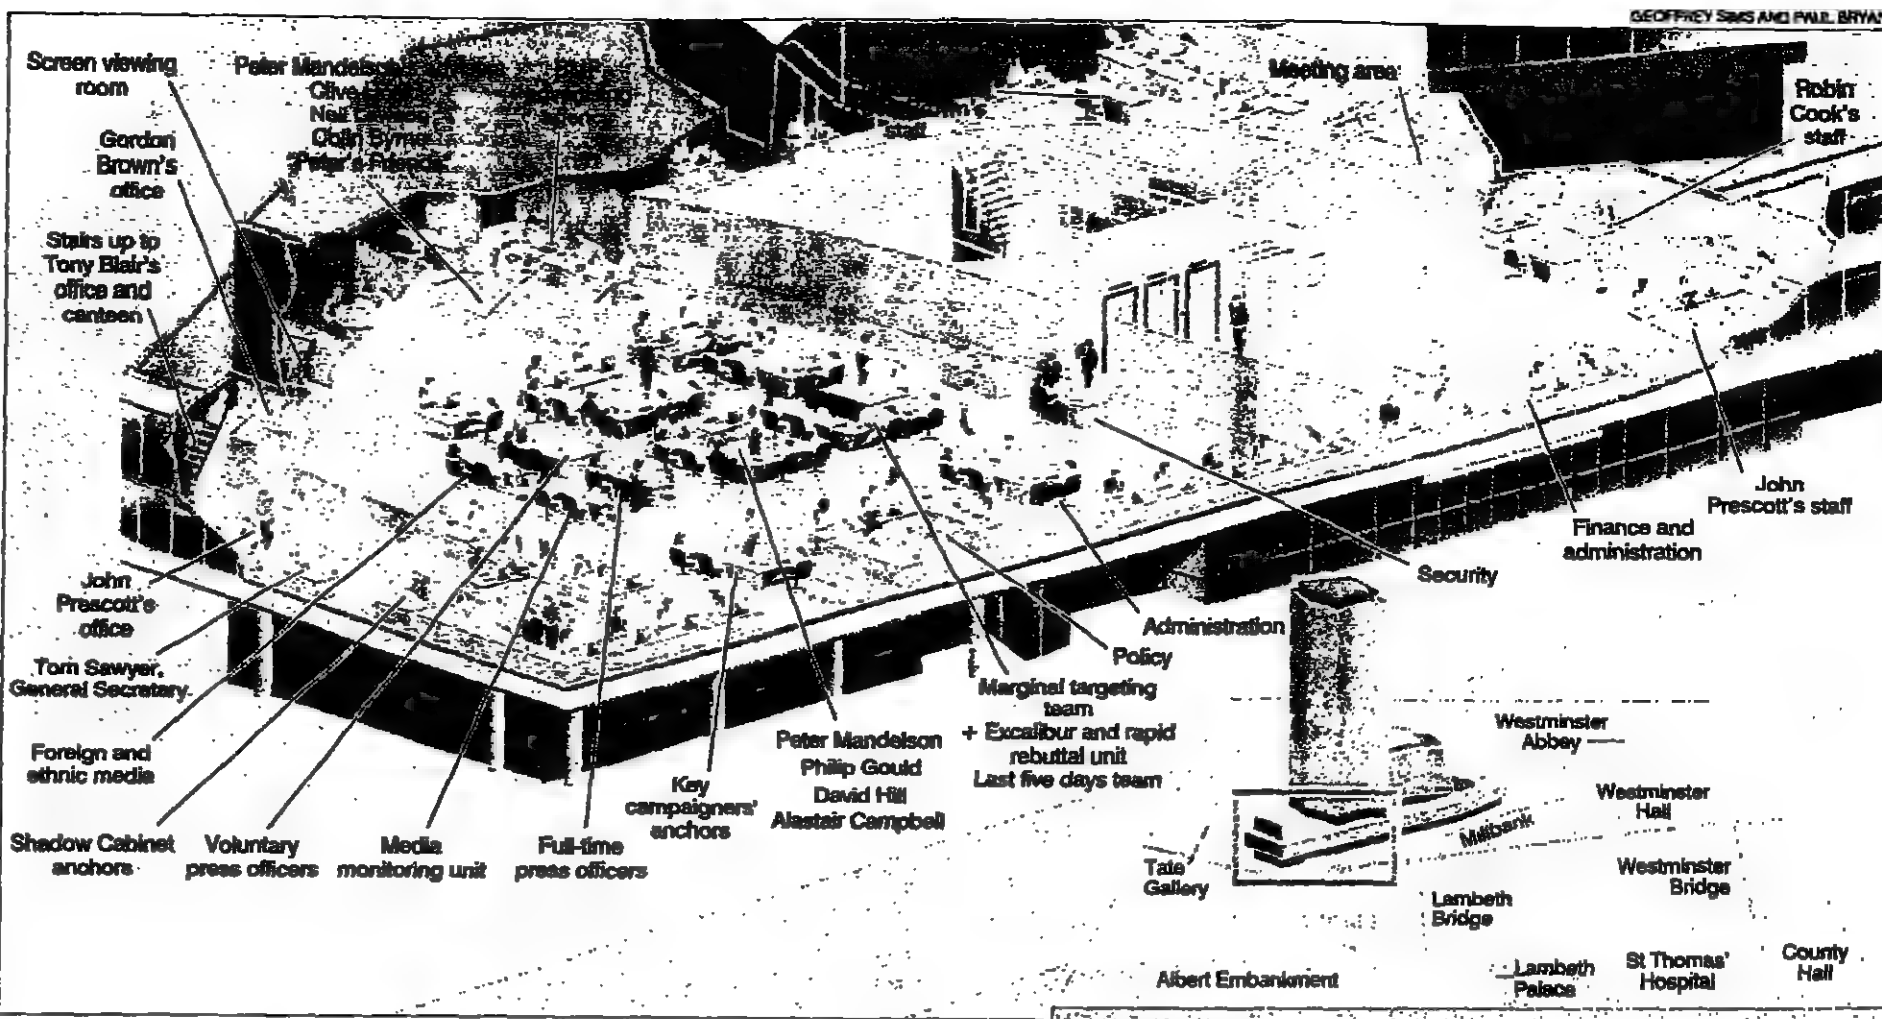 GEOFFREY SIMS AND PAUL BRYAN
Screen viewing
room
Peter Mandelson
Clive
Neil
Colin Byrne
Peter's Friends
staff
Meeting area
Robin
Cook's
staff
Gordon
Brown's
office
Stairs up to
Tony Blair's
office and
canteen
John
Prescott's
office
Tom Sawyer,
General Secretary
Foreign and
ethnic media
Shadow Cabinet
anchors
Voluntary
press officers
Media
monitoring unit
Full-time
press officers
Key
campaigners'
anchors
Peter Mandelson
Philip Gould
David Hill
Alastair Campbell
Marginal targeting
team
+ Excalibur and rapid
rebuttal unit
Last five days team
Policy
Administration
Security
Finance and
administration
John
Prescott's staff
Westminster
Abbey
Westminster
Hall
Millbank
Westminster
Bridge
Tate
Gallery
Lambeth
Bridge
Albert Embankment
Lambeth
Palace
St Thomas'
Hospital
County
Hall